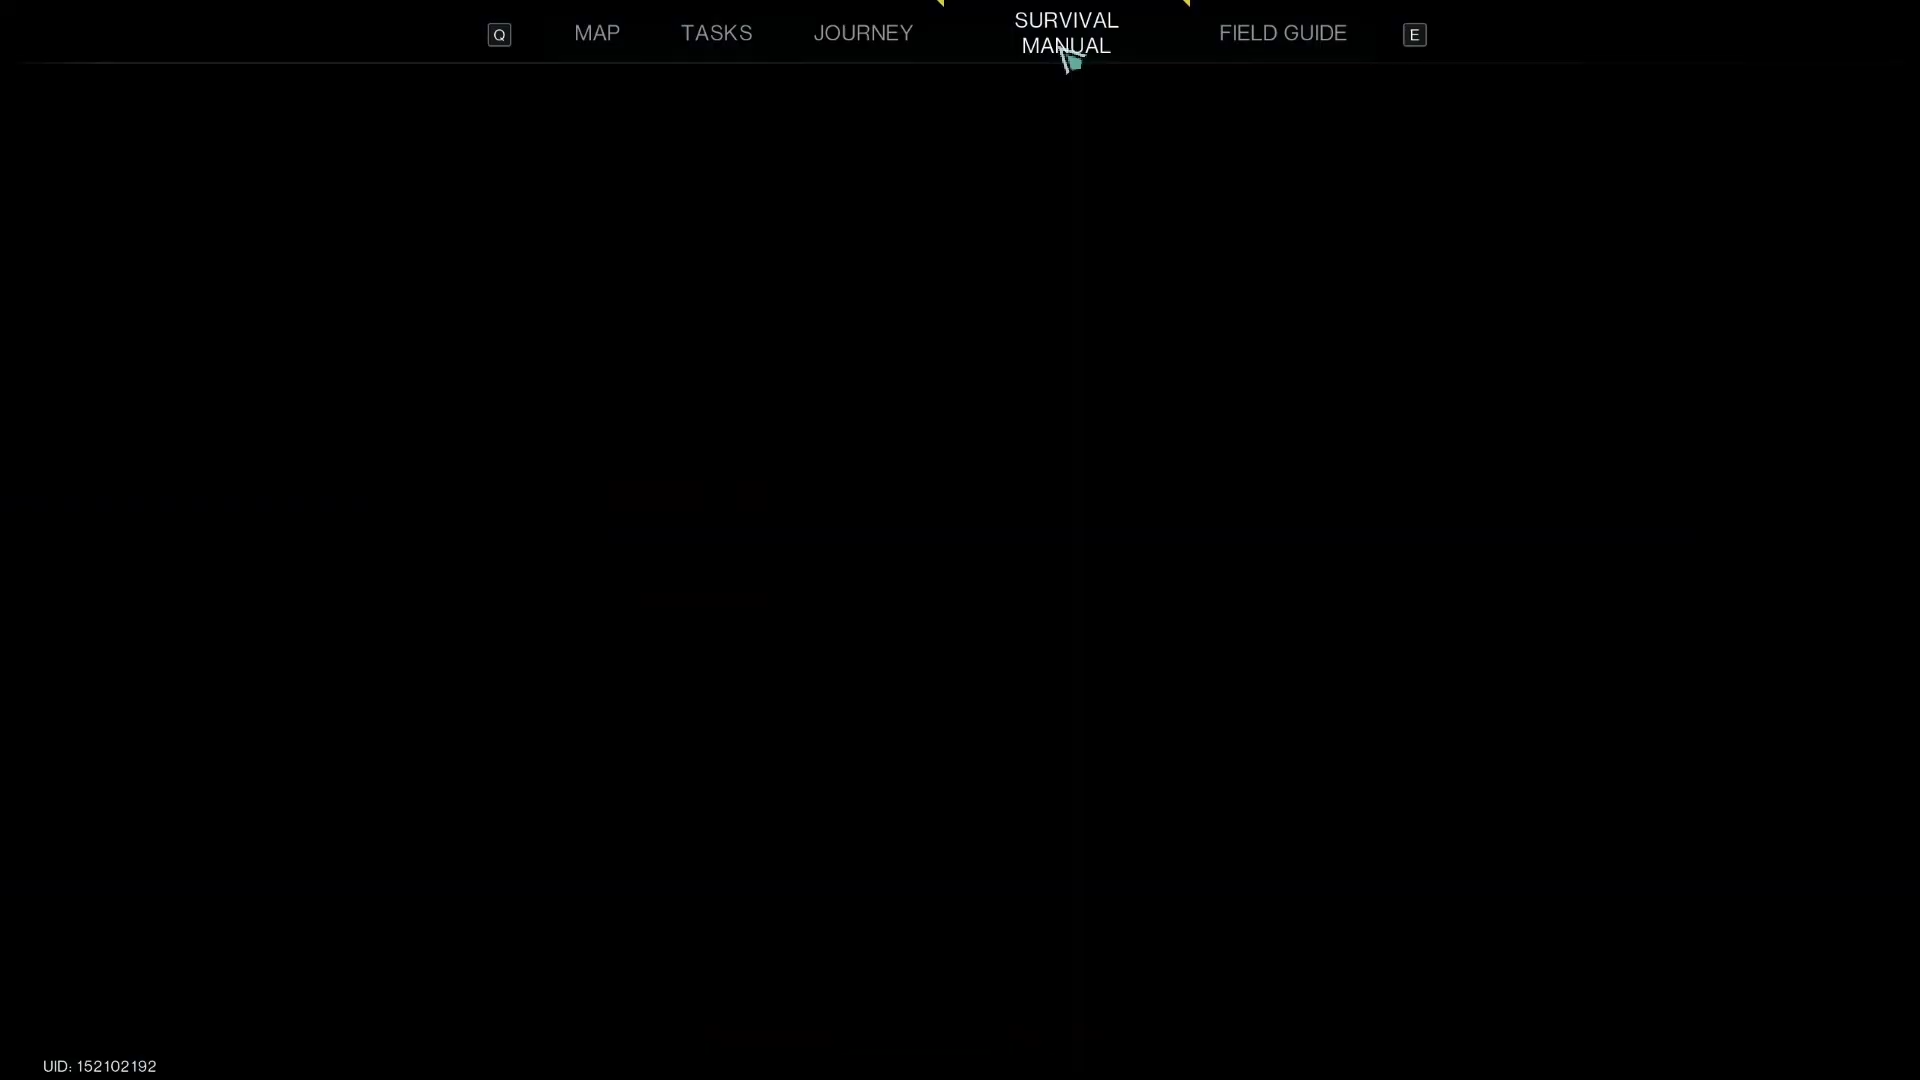 Q
MAP
TASKS
JOURNEY
SURVIVAL
MANUAL
FIELD GUIDE
E
UID: 152102192